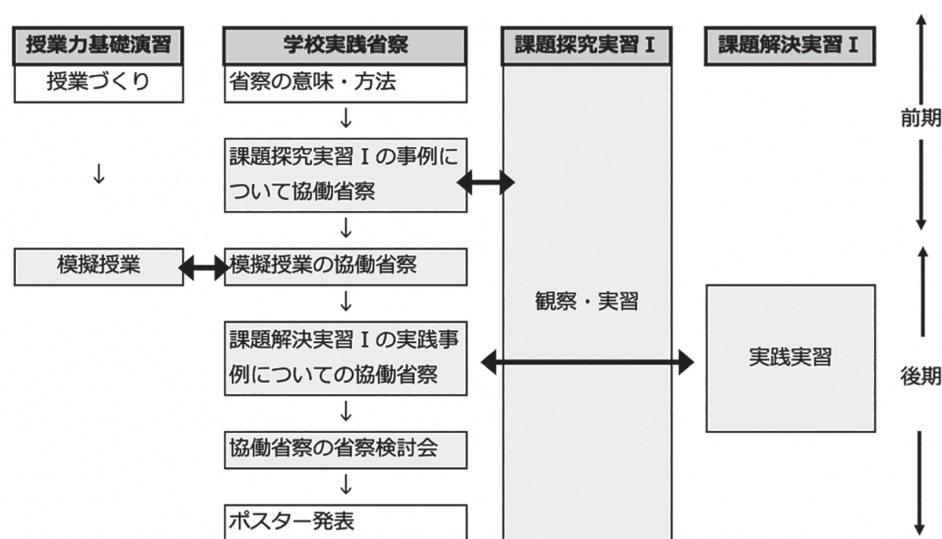 授業力基礎演習
学校実践省察
課題探究実習Ⅰ
課題解決実習Ⅰ
授業づくり
省察の意味・方法
↓
前期
課題探究実習Ⅰの事例に
ついて協働省察
↓
↓
模擬授業
模擬授業の協働省察
↓
観察・実習
課題解決実習Ⅰの実践事
例についての協働省察
実践実習
後期
↓
協働省察の省察検討会
↓
ポスター発表